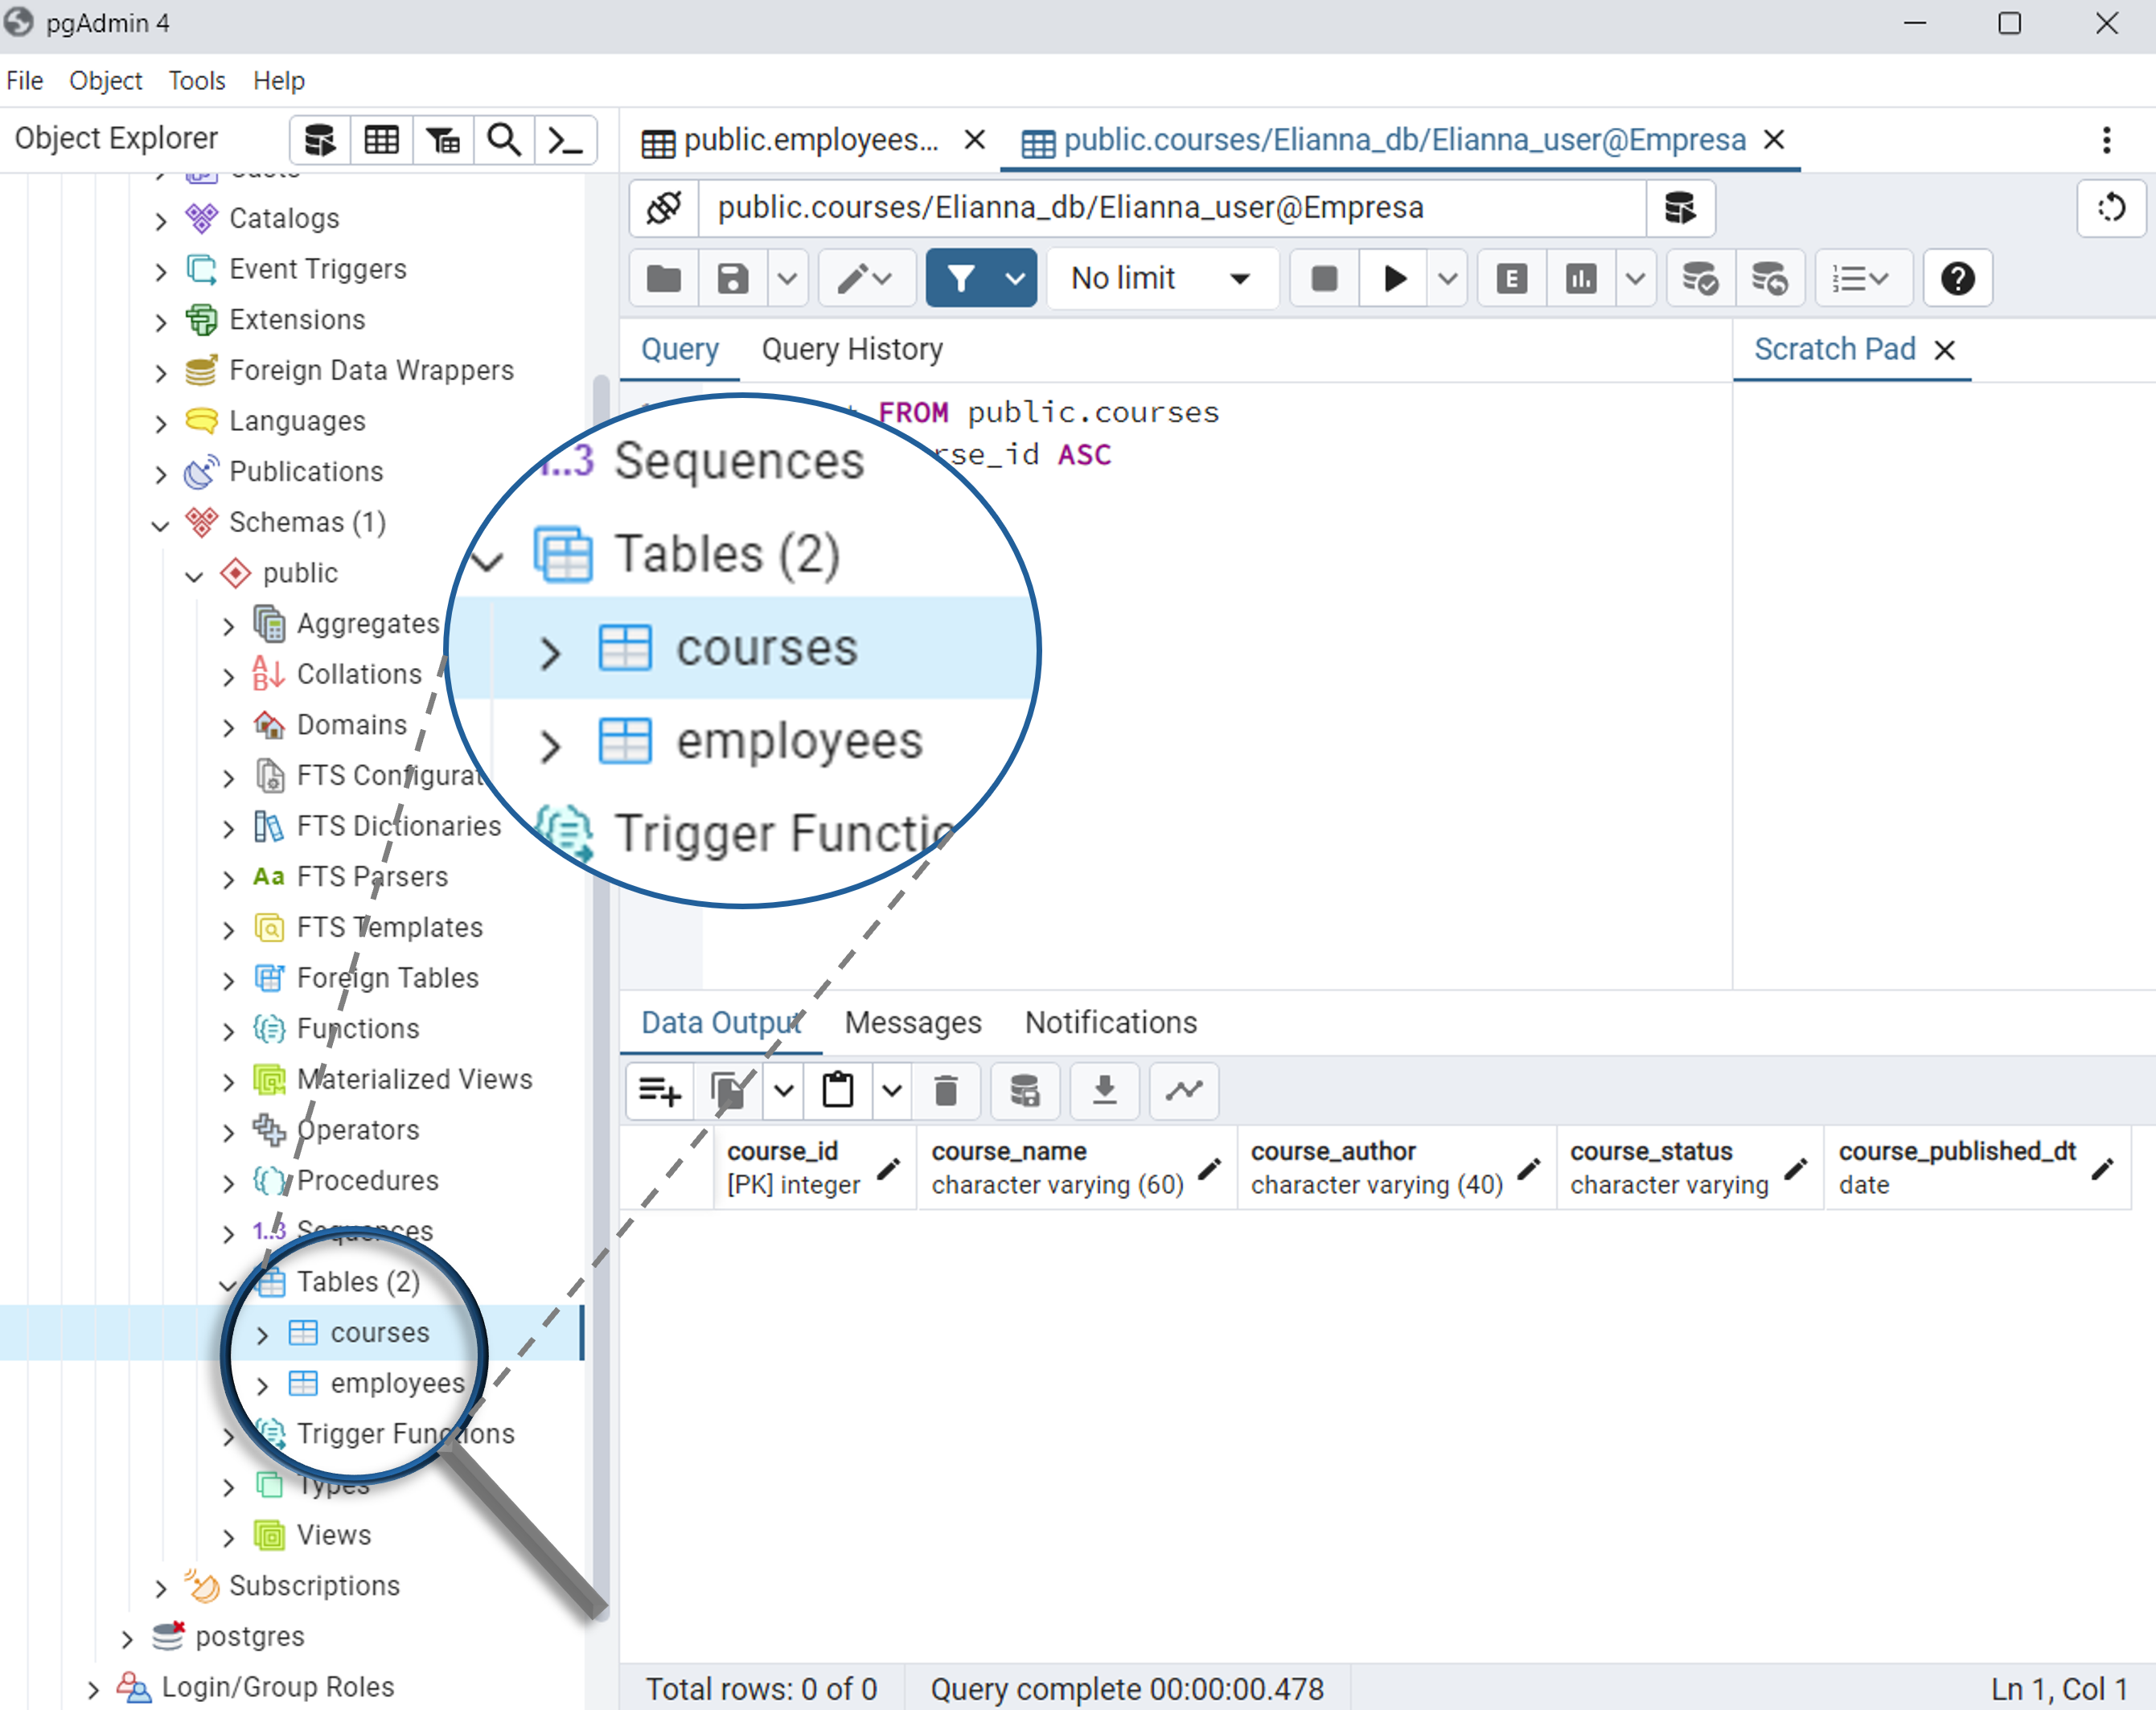 pgAdmin 4
File Object Tools Help
Object Explorer
public.employees...
public.courses/Elianna_db/Elianna_user@Empresa
public.courses/Elianna_db/Elianna_user@Empresa
No limit
E
Query Query History
Scratch Pad
FROM public.courses
rse_id ASC
Catalogs
Event Triggers
Extensions
Foreign Data Wrappers
Languages
Publications
Schemas (1)
public
Aggregates
Collations
Domains
FTS Configurat
FTS Dictionaries
Aa FTS Parsers
FTS Templates
Foreign Tables
Functions
Materialized Views
Operators
Procedures
1..3 Sequences
Tables (2)
courses
employees
Trigger Functions
Types
Views
Subscriptions
postgres
Login/Group Roles
1..3 Sequences
Tables (2)
courses
employees
Trigger Functio
Data Output Messages Notifications
course_id
[PK] integer
course_name
character varying (60)
course_author
character varying (40)
course_status
character varying
course_published_dt
date
Total rows: 0 of 0
Query complete 00:00:00.478
Ln 1, Col 1